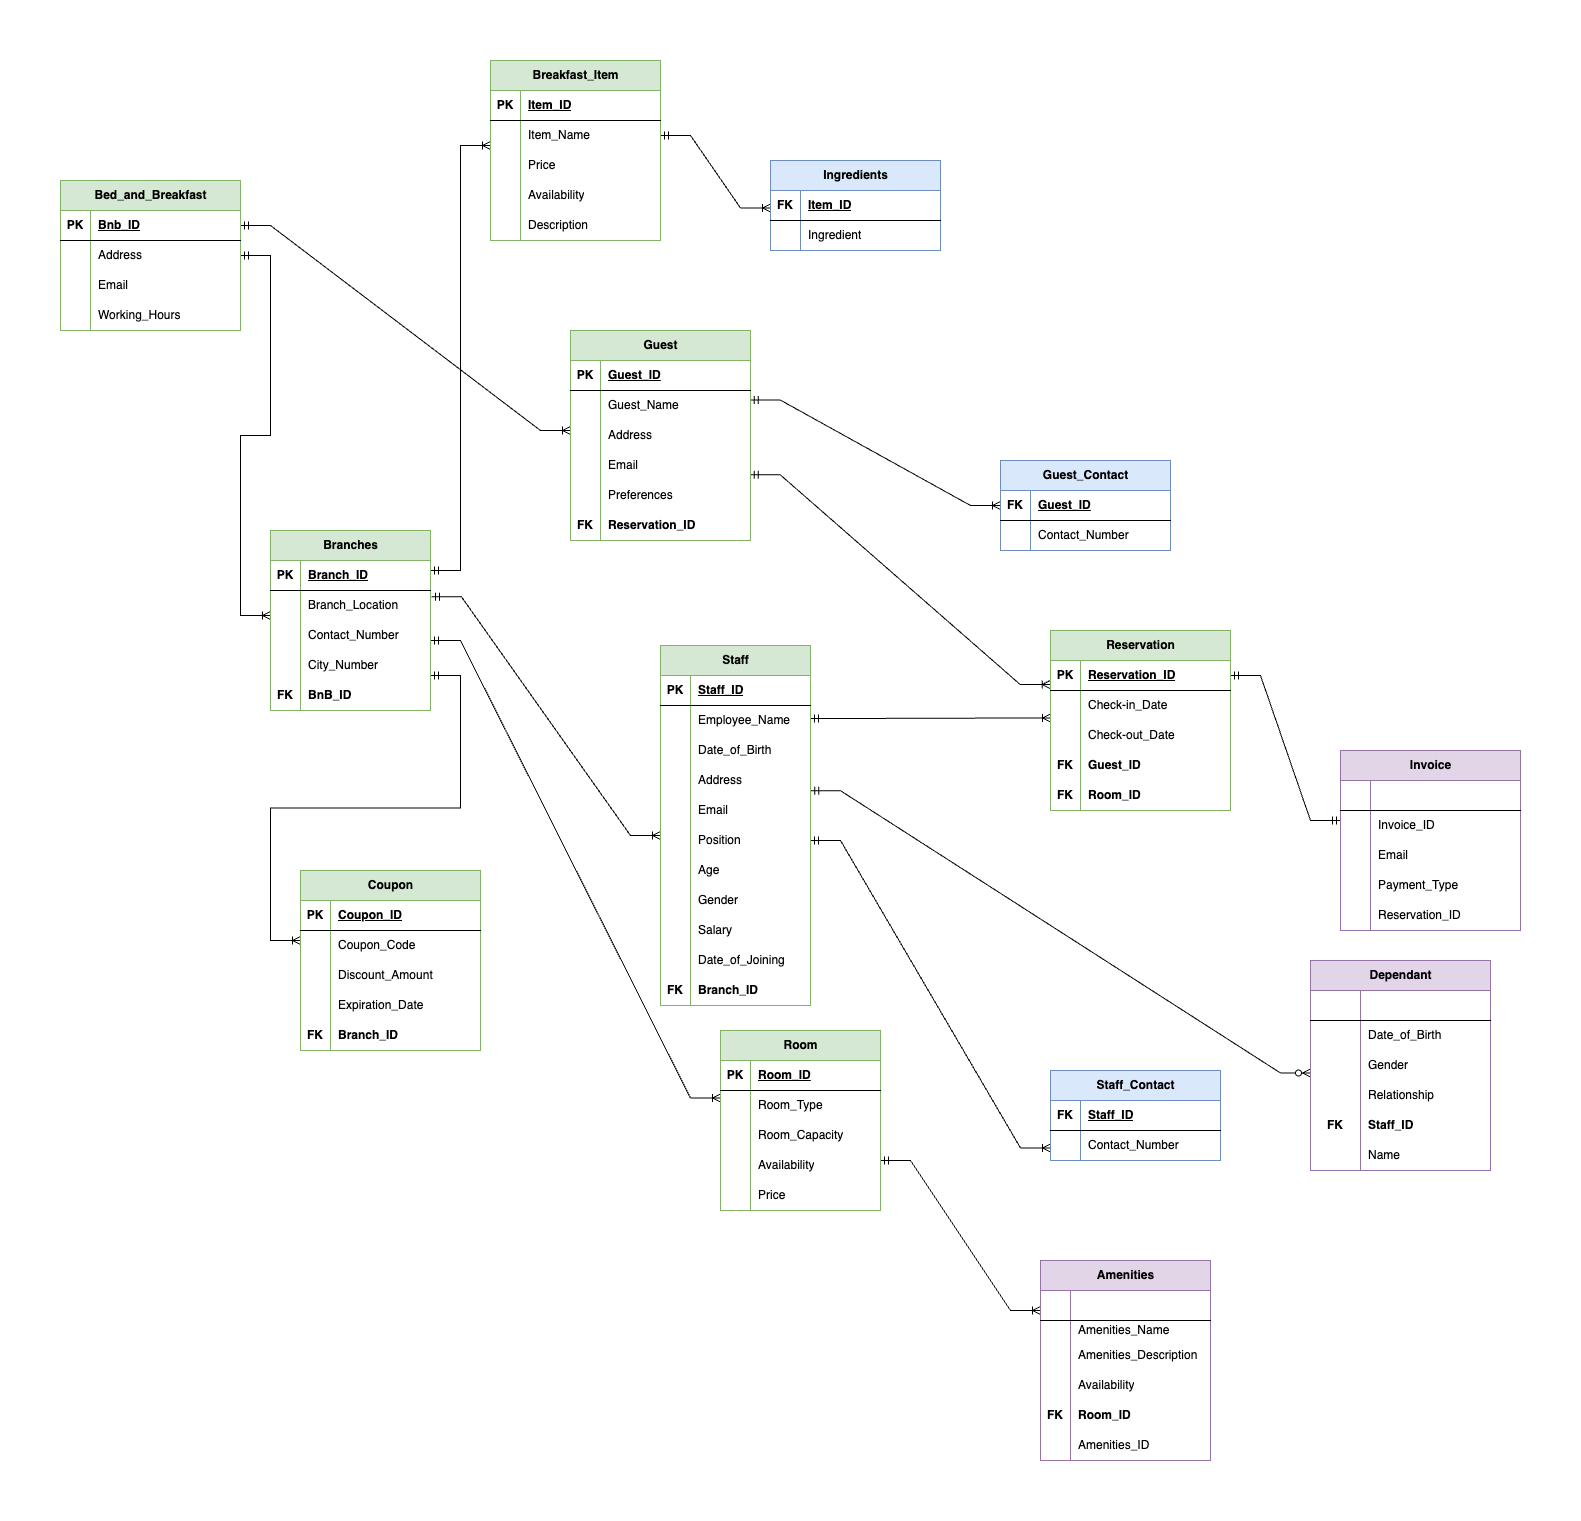 Breakfast_Item
PK Item_ID
Item_Name
Price
Availability
Description
Ingredients
FK Item_ID
Ingredient
Bed_and_Breakfast
PK Bnb_ID
Address
Email
Working_Hours
Guest
PK Guest_ID
Guest_Name
Address
Email
Preferences
FK Reservation_ID
Guest_Contact
FK Guest_ID
Contact_Number
Branches
PK Branch_ID
Branch_Location
Contact_Number
City_Number
FK BnB_ID
Staff
PK Staff_ID
Employee_Name
Date_of_Birth
Address
Email
Position
Age
Gender
Salary
Date_of_Joining
FK Branch_ID
Reservation
PK Reservation_ID
Check-in_Date
Check-out_Date
FK Guest_ID
FK Room_ID
Invoice
Invoice_ID
Email
Payment_Type
Reservation_ID
Coupon
PK Coupon_ID
Coupon_Code
Discount_Amount
Expiration_Date
FK Branch_ID
Dependant
Date_of_Birth
Gender
Relationship
FK Staff_ID
Name
Room
PK Room_ID
Room_Type
Room_Capacity
Availability
Price
Staff_Contact
FK Staff_ID
Contact_Number
Amenities
Amenities_Name
Amenities_Description
Availability
FK Room_ID
Amenities_ID